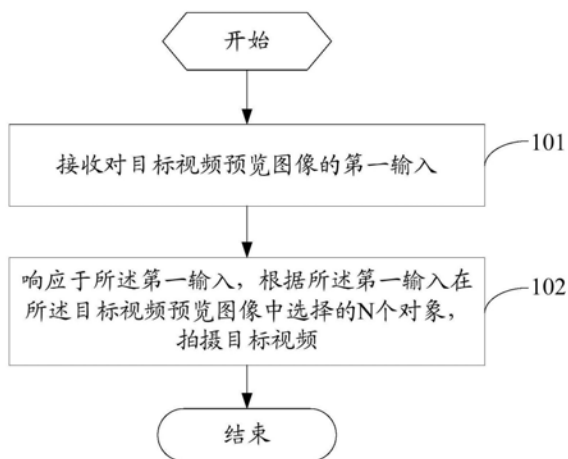 开始
接收对目标视频预览图像的第一输入
101
响应于所述第一输入，根据所述第一输入在
所述目标视频预览图像中选择的N个对象，
拍摄目标视频
102
结束